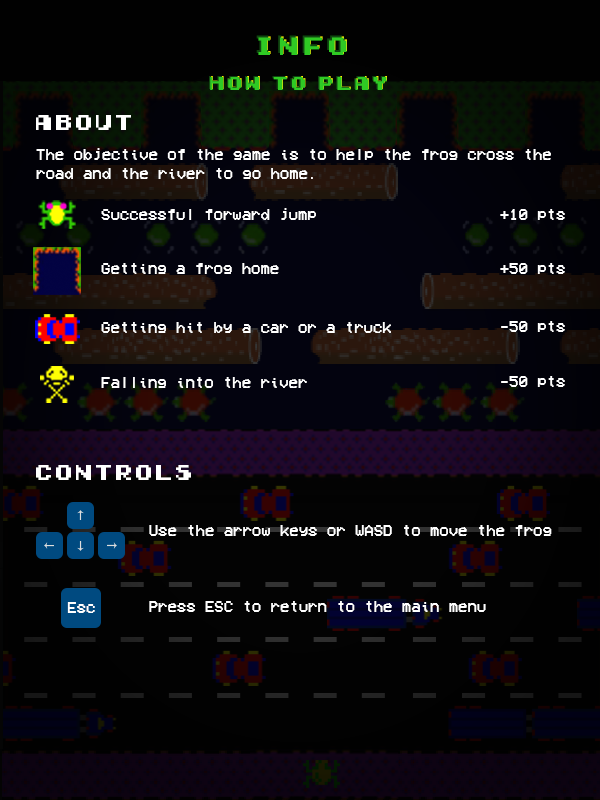 INFO
HOW TO PLAY
ABOUT
The objective of the game is to help the frog cross the
road and the river to go home.
Successful forward jump +10 pts
Getting a frog home +50 pts
Getting hit by a car or a truck -50 pts
Falling into the river -50 pts
CONTROLS
↑
← ↓ → Use the arrow keys or WASD to move the frog
Esc Press ESC to return to the main menu